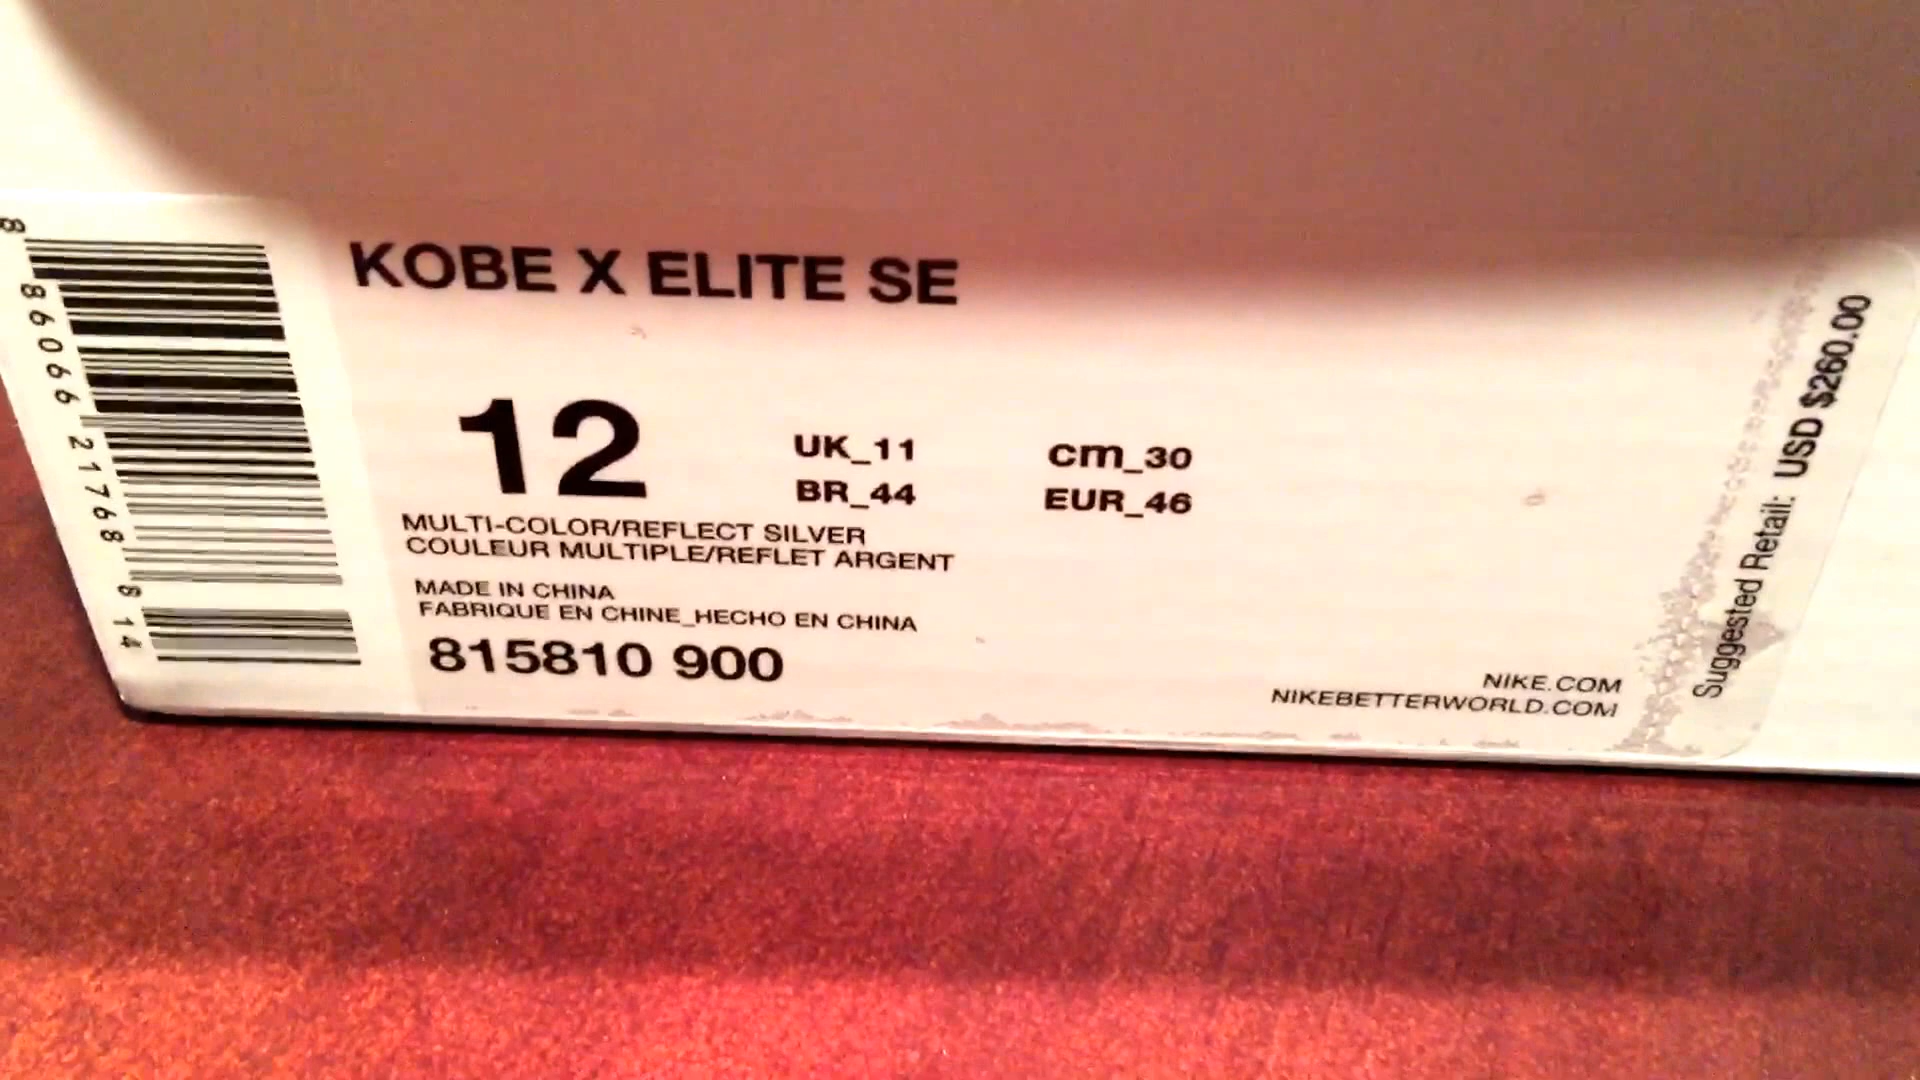 KOBE X ELITE SE
12
UK_11
cm_30
BR_44
EUR_46
MULTI-COLOR/REFLECT SILVER
COULEUR MULTIPLE/REFLET ARGENT
MADE IN CHINA
FABRIQUE EN CHINE_HECHO EN CHINA
815810 900
NIKE.COM
NIKEBETTERWORLD.COM
Suggested Retail: USD $260.00
8 86066 21768 8 14